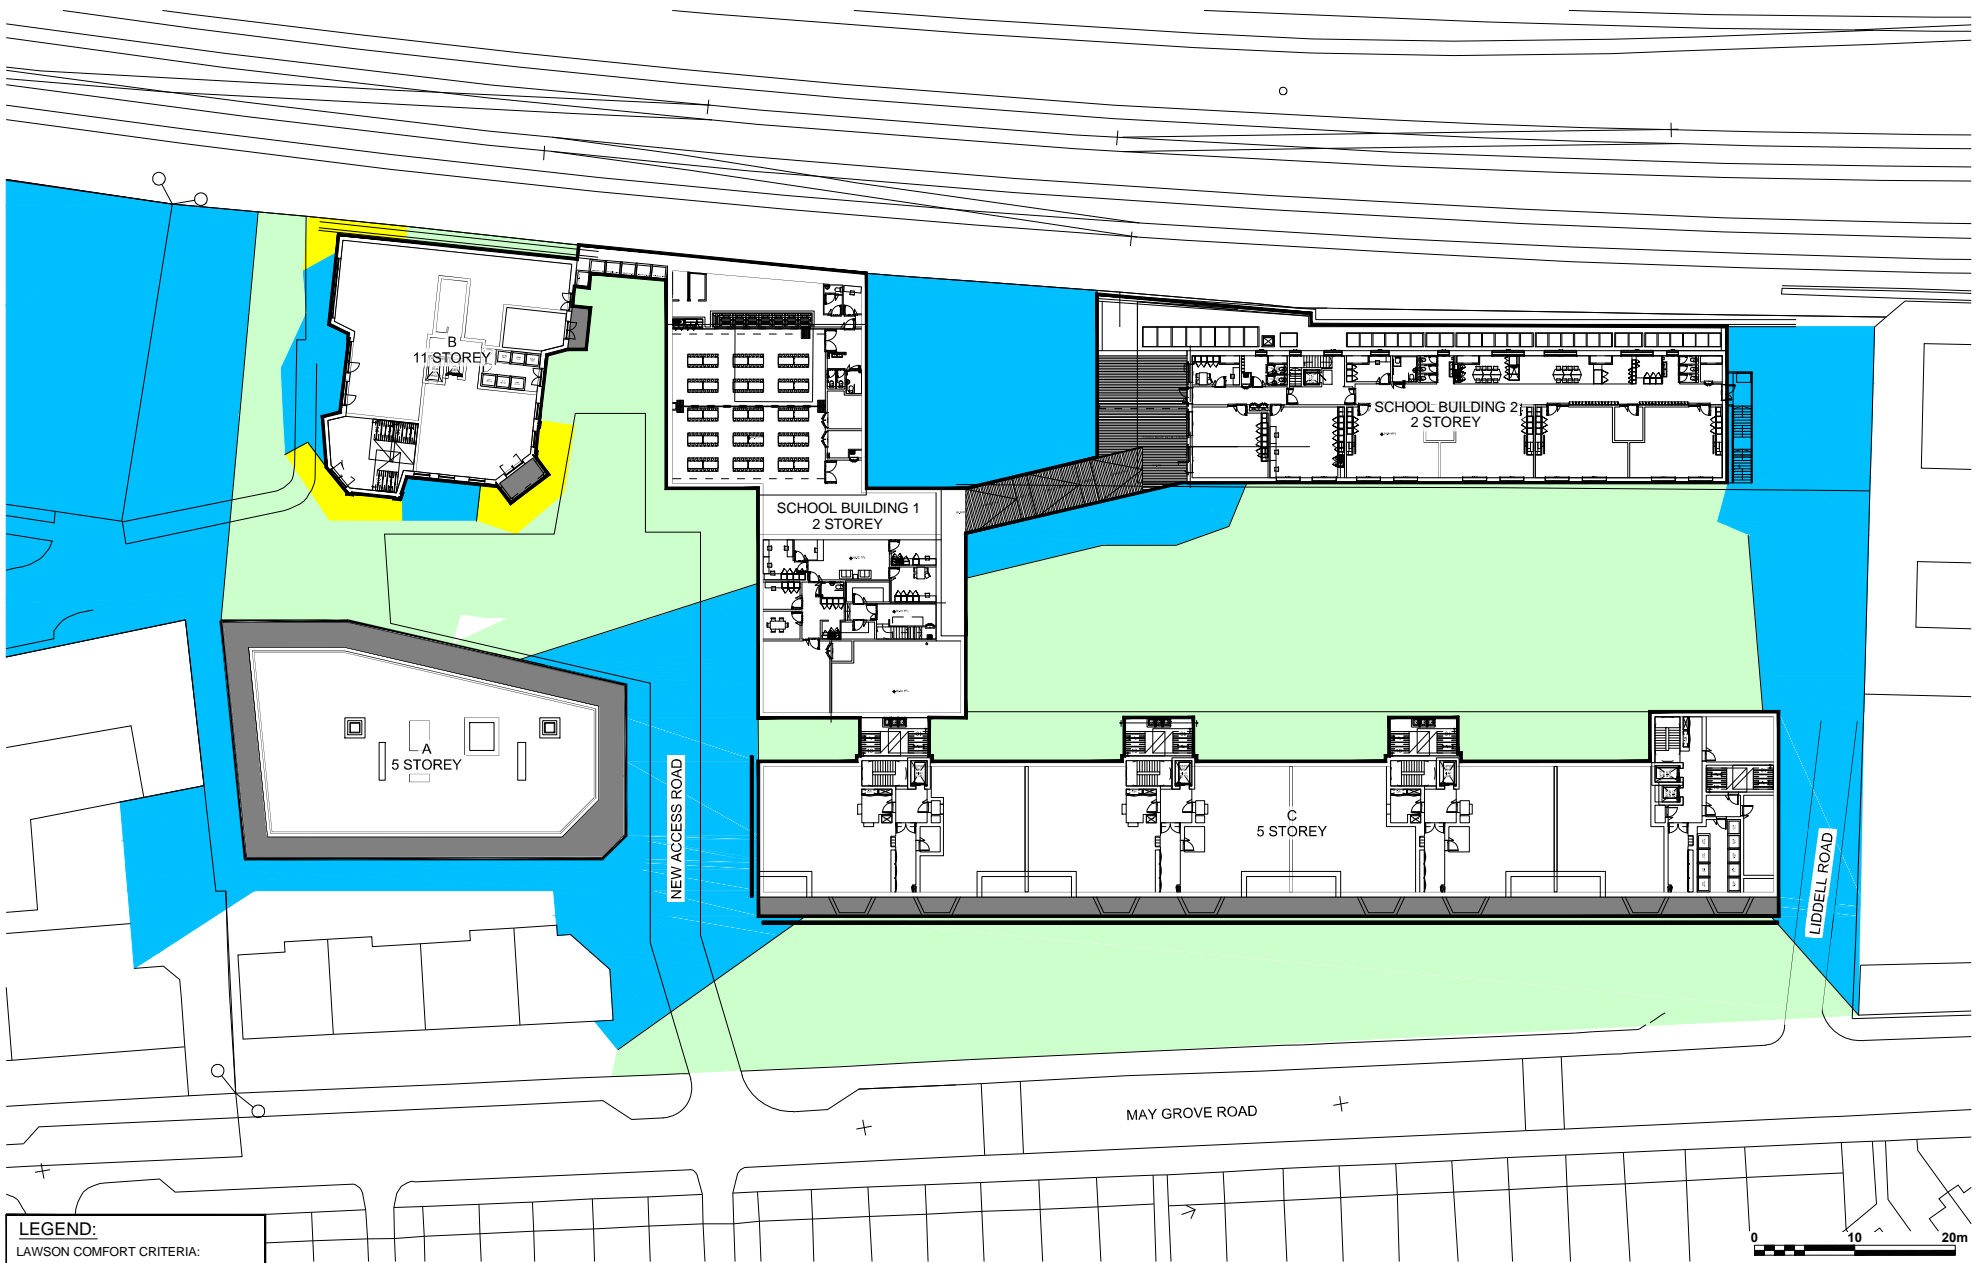 B
11 STOREY
SCHOOL BUILDING 2
2 STOREY
SCHOOL BUILDING 1
2 STOREY
A
5 STOREY
NEW ACCESS ROAD
C
5 STOREY
LIDDELL ROAD
MAY GROVE ROAD
LEGEND:
LAWSON COMFORT CRITERIA:
0 10 20m